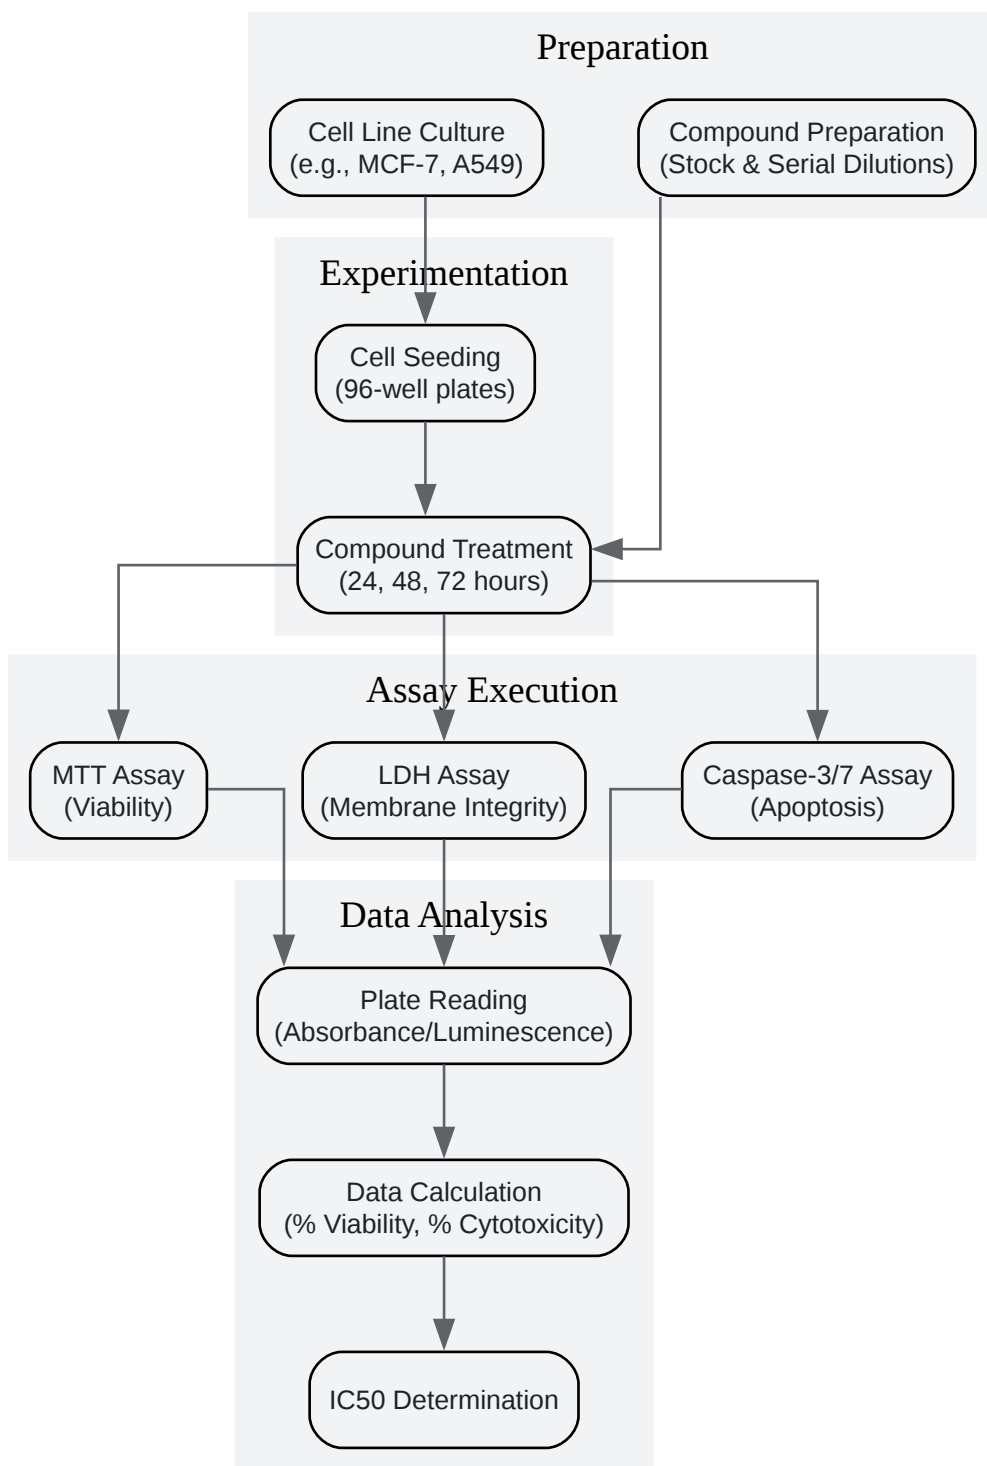 Preparation
Cell Line Culture
(e.g., MCF-7, A549)
Compound Preparation
(Stock & Serial Dilutions)
Experimentation
Cell Seeding
(96-well plates)
Compound Treatment
(24, 48, 72 hours)
Assay Execution
MTT Assay
(Viability)
LDH Assay
(Membrane Integrity)
Caspase-3/7 Assay
(Apoptosis)
Data Analysis
Plate Reading
(Absorbance/Luminescence)
Data Calculation
(% Viability, % Cytotoxicity)
IC50 Determination